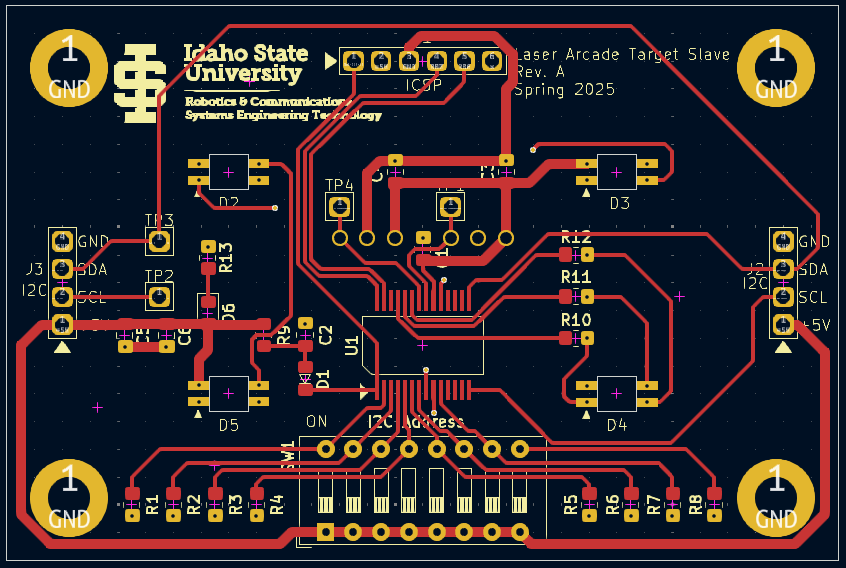 1
GND
Idaho State
University
Robotics & Communications
Systems Engineering Technology
ICSP
Laser Arcade Target Slave
Rev. A
Spring 2025
1
GND
D2
TP4
D3
TP3
J3
I2C
GND
SDA
SCL
+5V
TP2
R13
D6
C5
C6
R9
C2
D1
U1
R12
R11
R10
J2
I2C
GND
SDA
SCL
+5V
D5
D4
ON
I2C Address
SW1
1
GND
R1
R2
R3
R4
R5
R6
R7
R8
1
GND